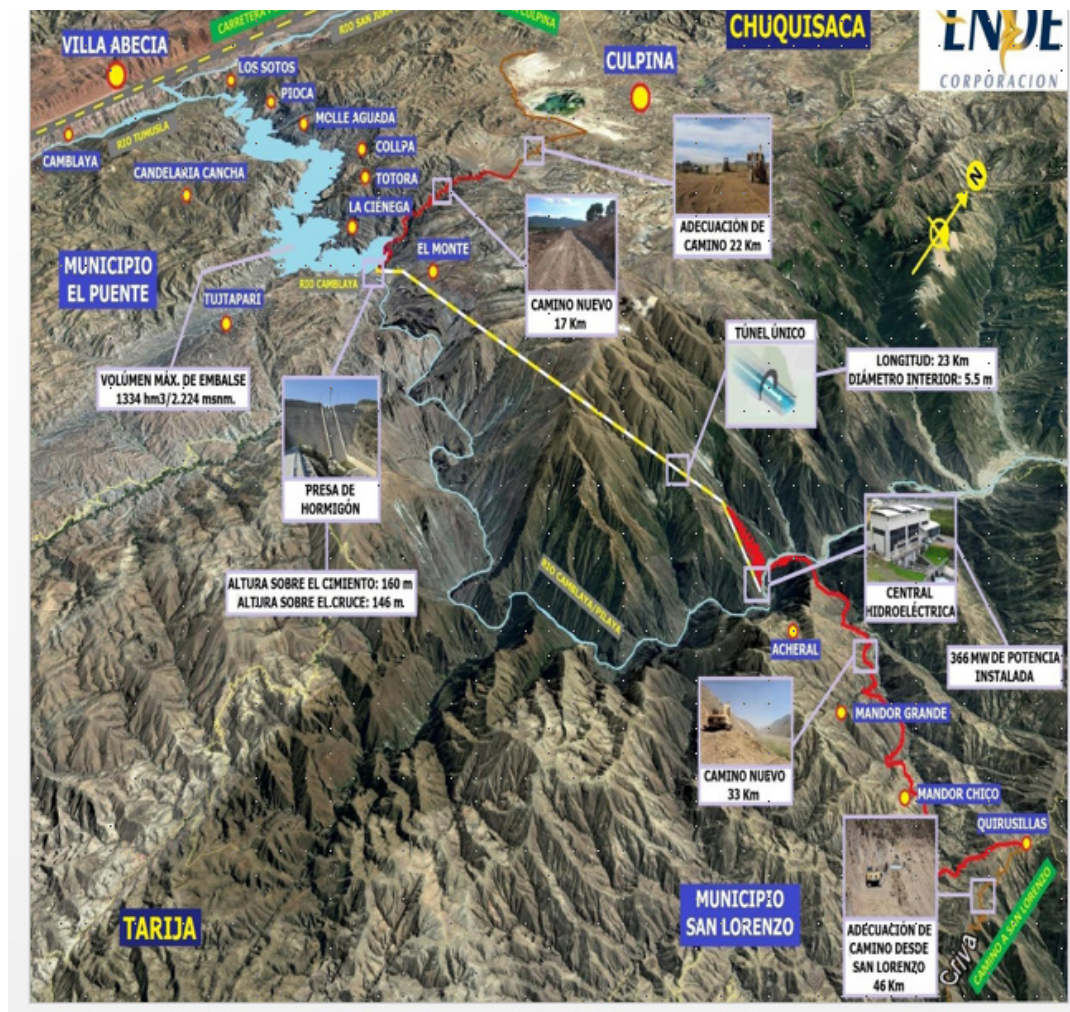 CARRETERA
RIO SAN JUAN
CULPINA
CHUQUISACA
ENDE
CORPORACION
VILLA ABECIA
CULPINA
LOS SOTOS
PIOCA
MOLLE AGUADA
COLLPA
RIO TUMUSLA
CAMBLAYA
CANDELARIA CANCHA
TOTORA
LA CIÉNEGA
N
ADECUACIÓN DE
CAMINO 22 Km
MUNICIPIO
EL PUENTE
EL MONTE
RIO CAMBLAYA
TUJTAPARÍ
CAMINO NUEVO
17 Km
TÚNEL ÚNICO
LONGITUD: 23 Km
DIÁMETRO INTERIOR: 5.5 m
VOLÚMEN MÁX. DE EMBALSE
1334 hm3/2.224 msnm.
PRESA DE
HORMIGÓN
ALTURA SOBRE EL CIMIENTO: 160 m
ALTURA SOBRE EL CRUCE: 146 m.
RIO CAMBLAYA/PILAYA
CENTRAL
HIDROELÉCTRICA
366 MW DE POTENCIA
INSTALADA
ACHERAL
MANDOR GRANDE
CAMINO NUEVO
33 Km
MANDOR CHICO
QUIRUSILLAS
MUNICIPIO
SAN LORENZO
TARIJA
ADECUACIÓN DE
CAMINO DESDE
SAN LORENZO
46 Km
Criva
CAMINO A SAN LORENZO